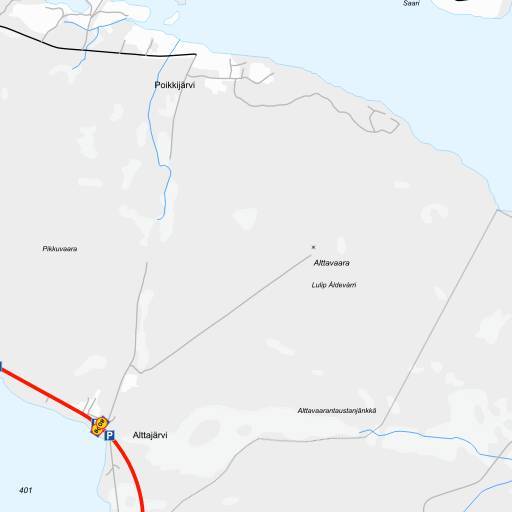 Saari
Poikkijärvi
Pikkuvaara
Alttavaara
Lulip Áldevárri
Alttavaarantaustanjänkkä
P
Alttajärvi
401